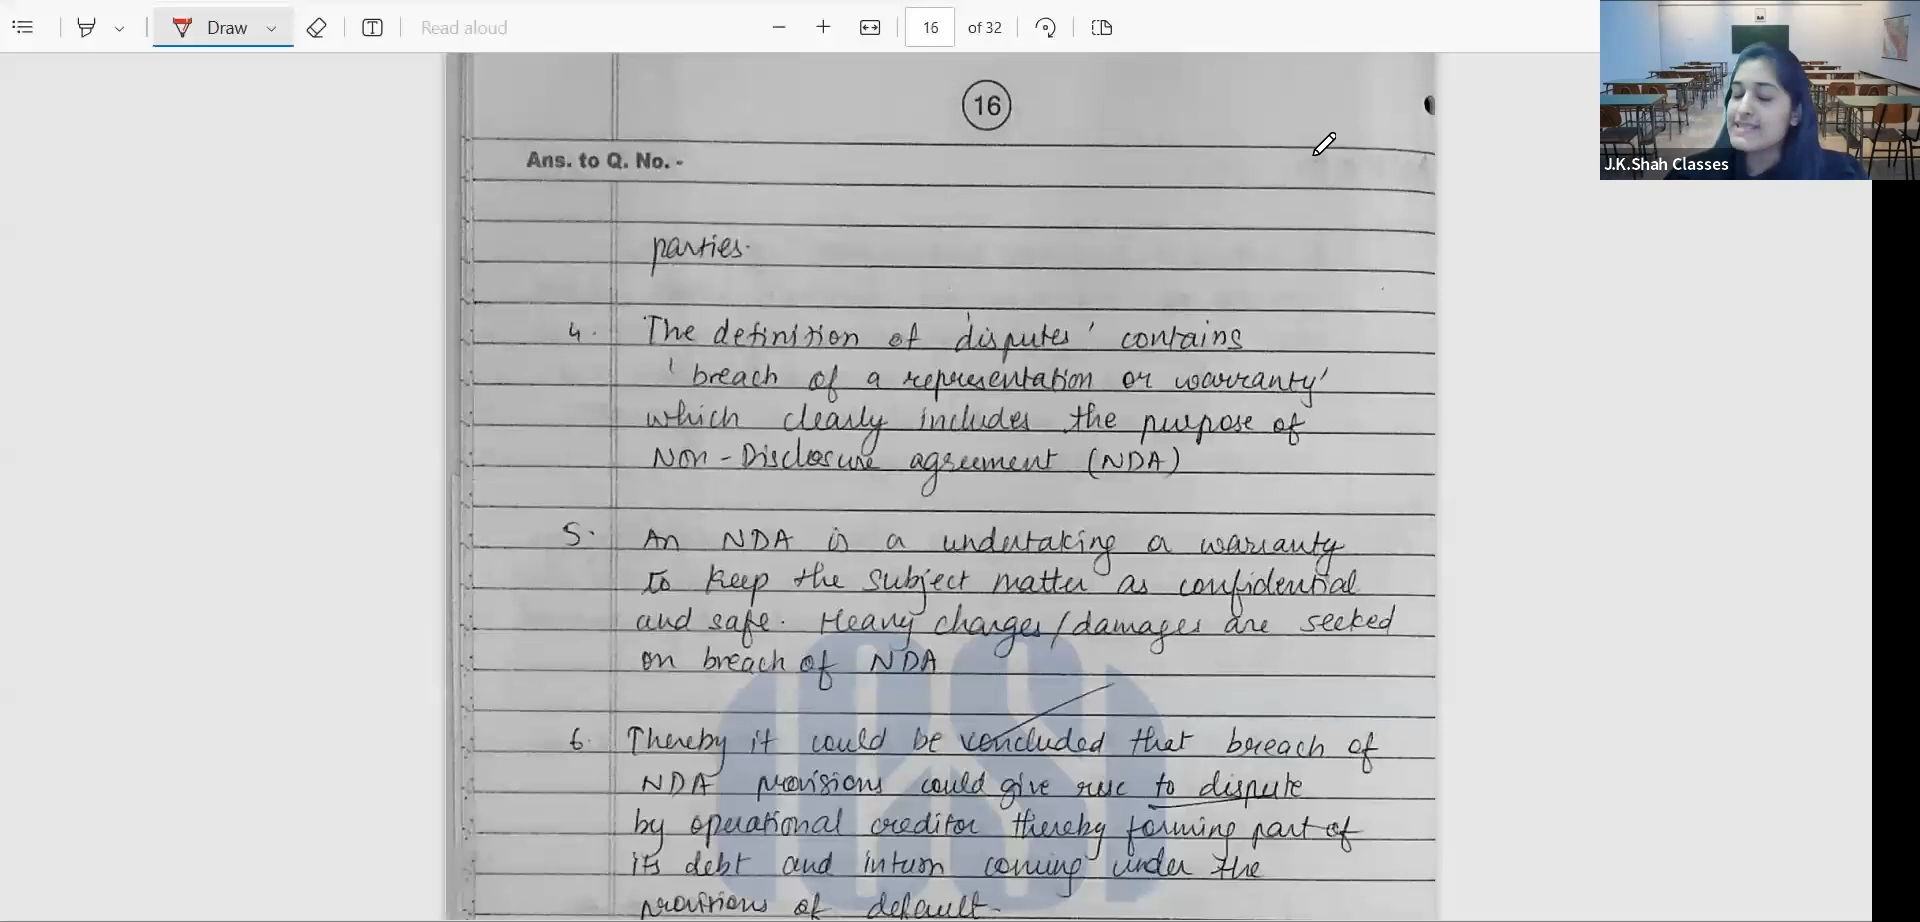 Draw
Read aloud
16 of 32
J.K.Shah Classes
16
Ans. to Q. No. -
parties.
4. The definition of 'disputes' contains
'breach of a representation or warranty'
which clearly includes the purpose of
Non-Disclosure agreement (NDA)
5. An NDA is a undertaking a warranty
to keep the subject matter as confidential
and safe. Heavy charges/damages are seeked
on breach of NDA
6. Thereby it could be concluded that breach of
NDA provisions could give rise to dispute
by operational creditor thereby forming part of
its debt and inturn coming under the
provisions of default.
ICSI